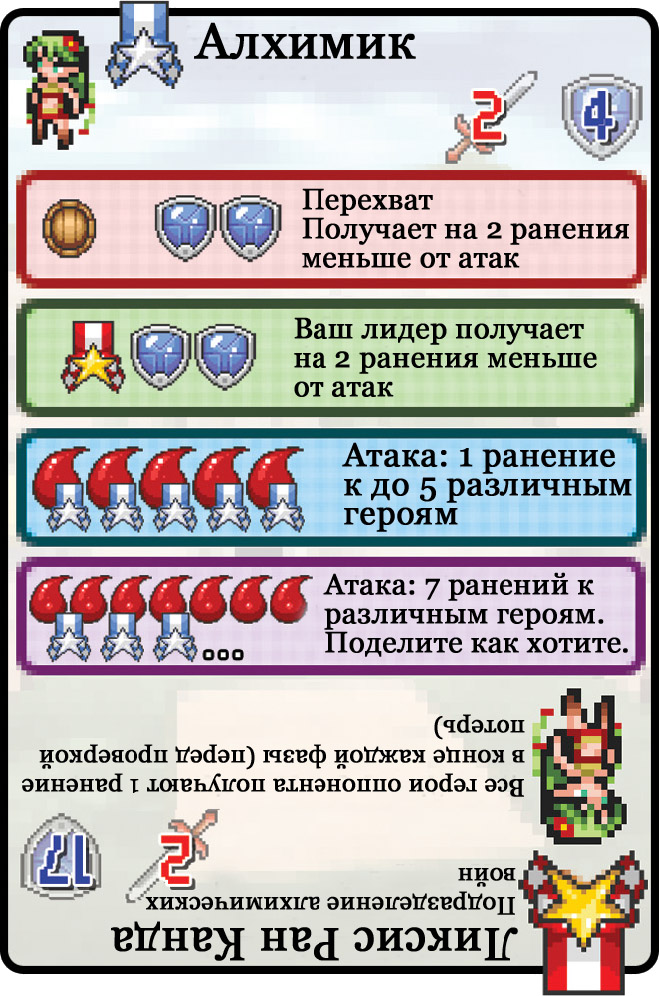 Алхимик
2
4
Перехват
Получает на 2 ранения
меньше от атак
Ваш лидер получает
на 2 ранения меньше
от атак
Атака: 1 ранение
к до 5 различным
героям
Атака: 7 ранений к
различным героям.
Поделите как хотите.
...
Ликсис Ран Канда
Подразделение алхимических
войн
2
17
Все герои оппонента получают 1 ранение
в конце каждой фазы (перед проверкой
потерь)